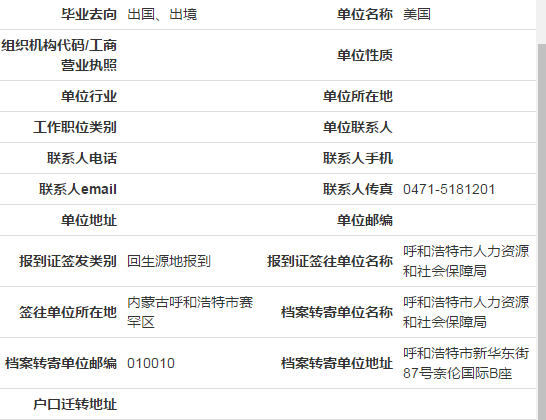 毕业去向 出国、出境 单位名称 美国
组织机构代码/工商
营业执照 单位性质
单位行业 单位所在地
工作职位类别 单位联系人
联系人电话 联系人手机
联系人email 联系人传真 0471-5181201
单位地址 单位邮编
报到证签发类别 回生源地报到 报到证签往单位名称 呼和浩特市人力资源
和社会保障局
签往单位所在地 内蒙古呼和浩特市赛
罕区 档案转寄单位名称 呼和浩特市人力资源
和社会保障局
档案转寄单位邮编 010010 档案转寄单位地址 呼和浩特市新华东街
87号奈伦国际B座
户口迁转地址